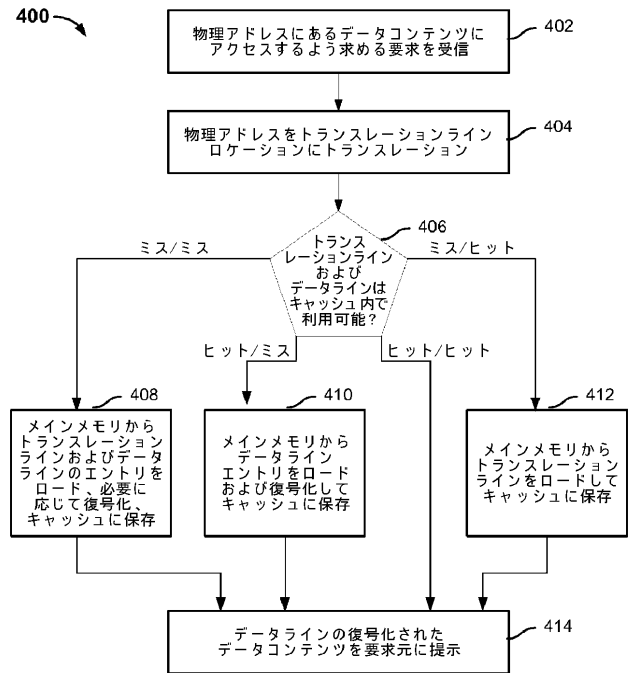 400
物理アドレスにあるデータコンテンツに
アクセスするよう求める要求を受信
402
物理アドレスをトランスレーションライン
ロケーションにトランスレーション
404
406
トランス
レーションライン
および
データラインは
キャッシュ内で
利用可能?
ミス/ミス
ミス/ヒット
ヒット/ミス
ヒット/ヒット
408
メインメモリから
トランスレーション
ラインおよびデータ
ラインのエントリを
ロード、必要に
応じて復号化、
キャッシュに保存
410
メインメモリから
データライン
エントリをロード
および復号化して
キャッシュに保存
412
メインメモリから
トランスレーション
ラインをロードして
キャッシュに保存
データラインの復号化された
データコンテンツを要求元に提示
414